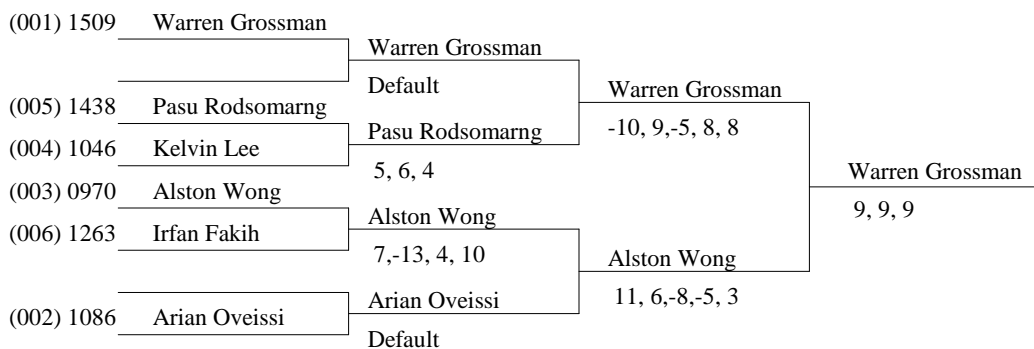 (001) 1509 Warren Grossman
Warren Grossman
Default
Warren Grossman
-10, 9,-5, 8, 8
(005) 1438 Pasu Rodsomarng
Pasu Rodsomarng
5, 6, 4
(004) 1046 Kelvin Lee
Warren Grossman
9, 9, 9
(003) 0970 Alston Wong
Alston Wong
7,-13, 4, 10
(006) 1263 Irfan Fakih
Alston Wong
11, 6,-8,-5, 3
Arian Oveissi
Default
(002) 1086 Arian Oveissi